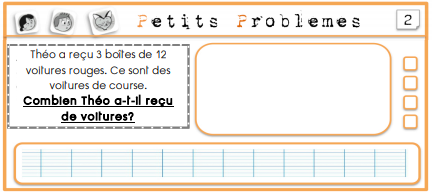 Petits Problemes
2
Théo a reçu 3 boîtes de 12
voitures rouges. Ce sont des
voitures de course.
Combien Théo a-t-il reçu
de voitures?